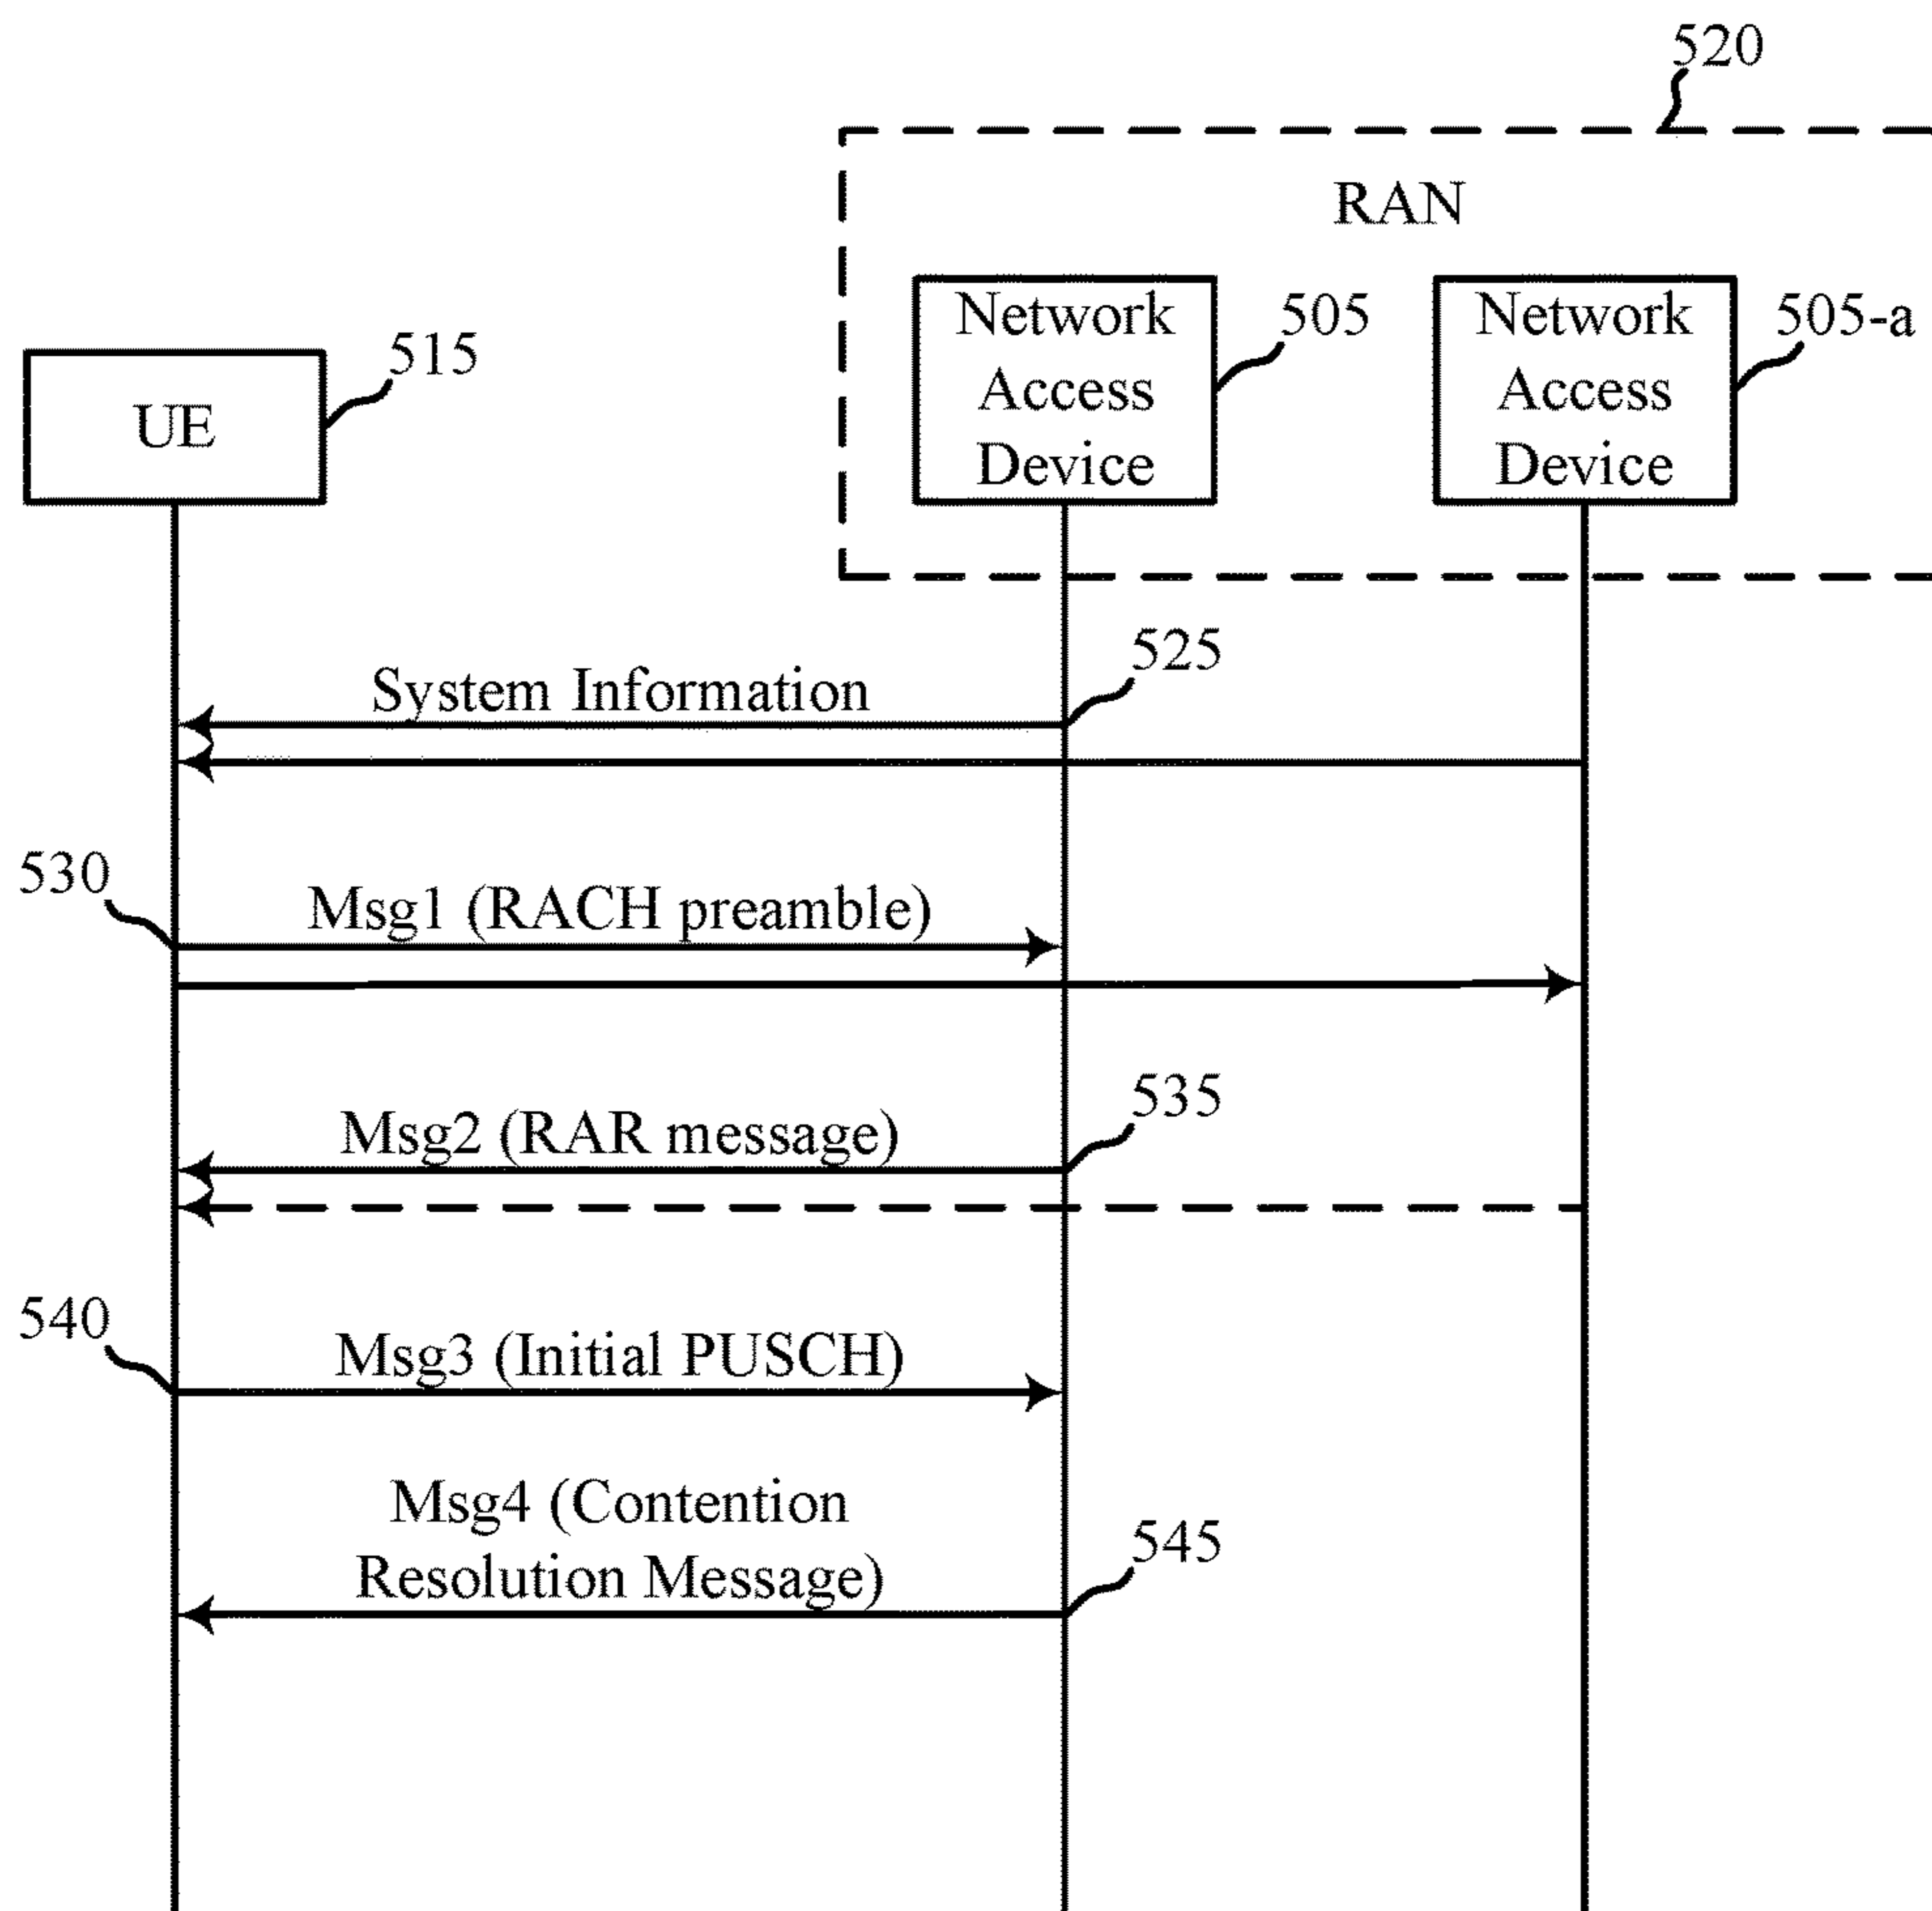 520
RAN
Network
Access
Device
505
Network
Access
Device
505-a
UE
515
System Information
525
530
Msg1 (RACH preamble)
Msg2 (RAR message)
535
540
Msg3 (Initial PUSCH)
Msg4 (Contention
Resolution Message)
545